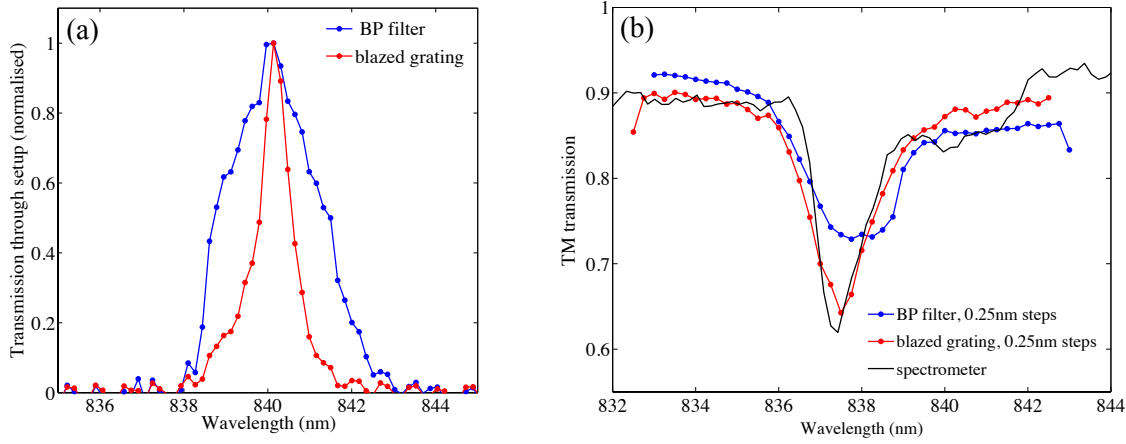 (a)
BP filter
blazed grating
Transmission through setup (normalised)
1
0.8
0.6
0.4
0.2
0
836 838 840 842 844
Wavelength (nm)
(b)
TM transmission
1
0.9
0.8
0.7
0.6
BP filter, 0.25nm steps
blazed grating, 0.25nm steps
spectrometer
832 834 836 838 840 842 844
Wavelength (nm)